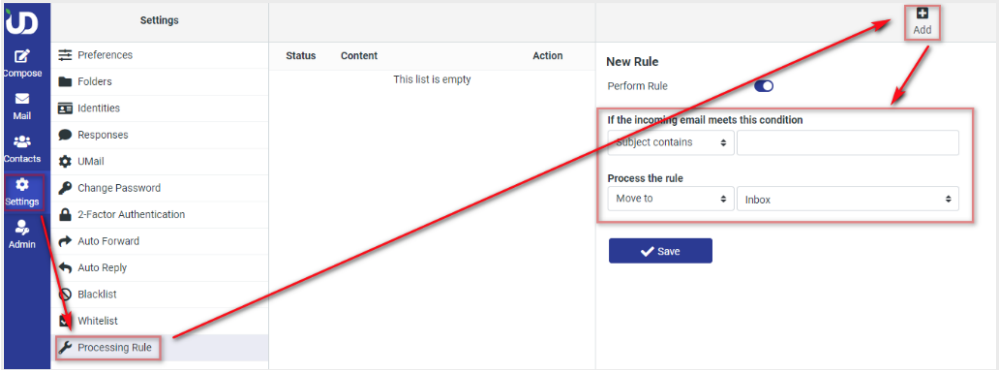 UD
Compose
Mail
Contacts
Settings
Admin
Settings
Preferences
Folders
Identities
Responses
UMail
Change Password
2-Factor Authentication
Auto Forward
Auto Reply
Blacklist
Whitelist
Processing Rule
Status Content Action
This list is empty
Add
New Rule
Perform Rule
If the incoming email meets this condition
Subject contains
Process the rule
Move to Inbox
Save